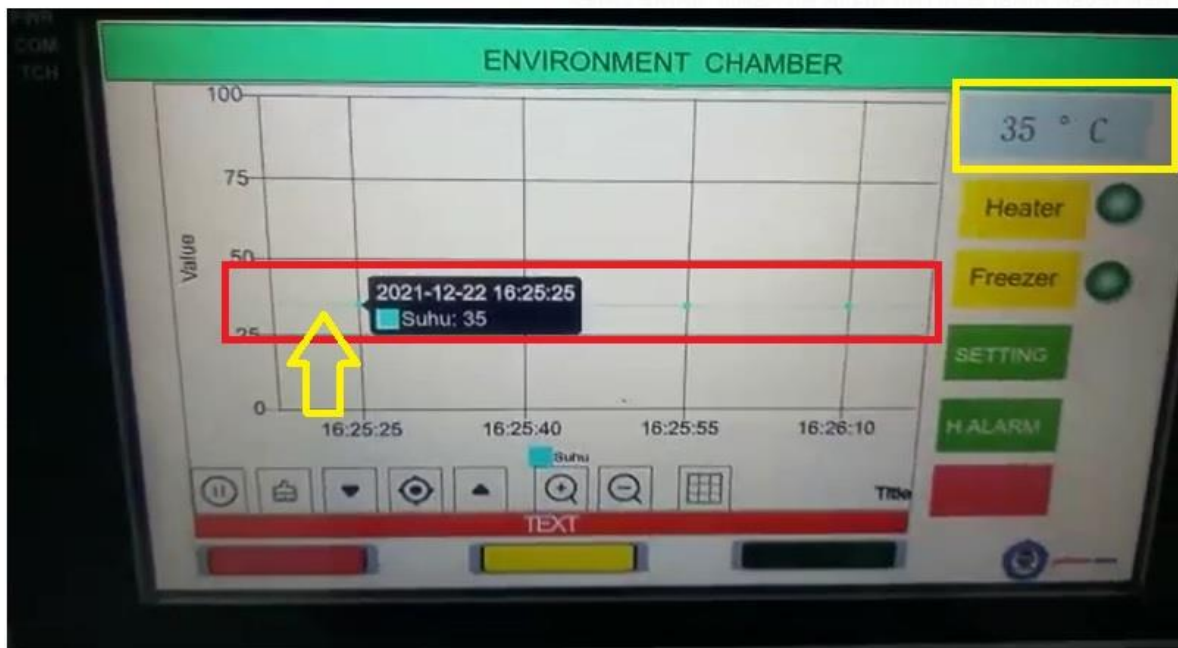 PWR
COM
TCH
ENVIRONMENT CHAMBER
35 ° C
100
75
50
25
0
Value
2021-12-22 16:25:25
Suhu: 35
16:25:25
16:25:40
16:25:55
16:26:10
Suhu
Heater
Freezer
SETTING
H ALARM
Title
TEXT